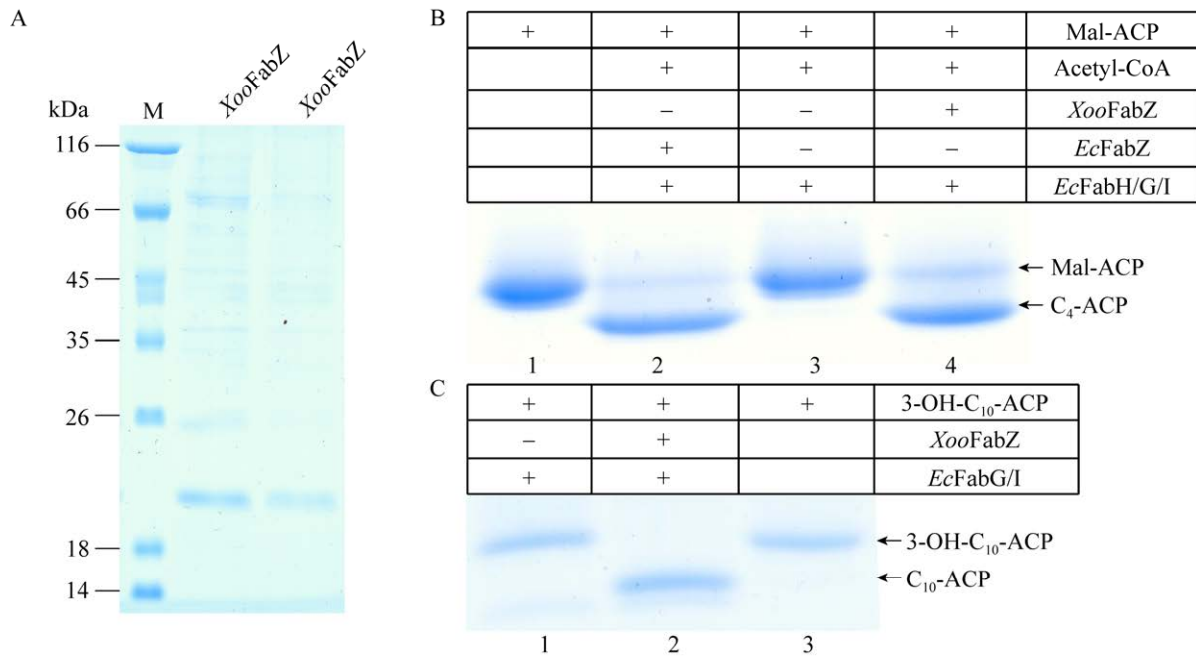 A
kDa
M
XooFabZ
XooFabZ
116
66
45
35
26
18
14
B
+ + + + Mal-ACP
+ + + Acetyl-CoA
– – + XooFabZ
+ – – EcFabZ
+ + + EcFabH/G/I
Mal-ACP
C₄-ACP
1 2 3 4
C
+ + + 3-OH-C₁₀-ACP
– + XooFabZ
+ + EcFabG/I
3-OH-C₁₀-ACP
C₁₀-ACP
1 2 3